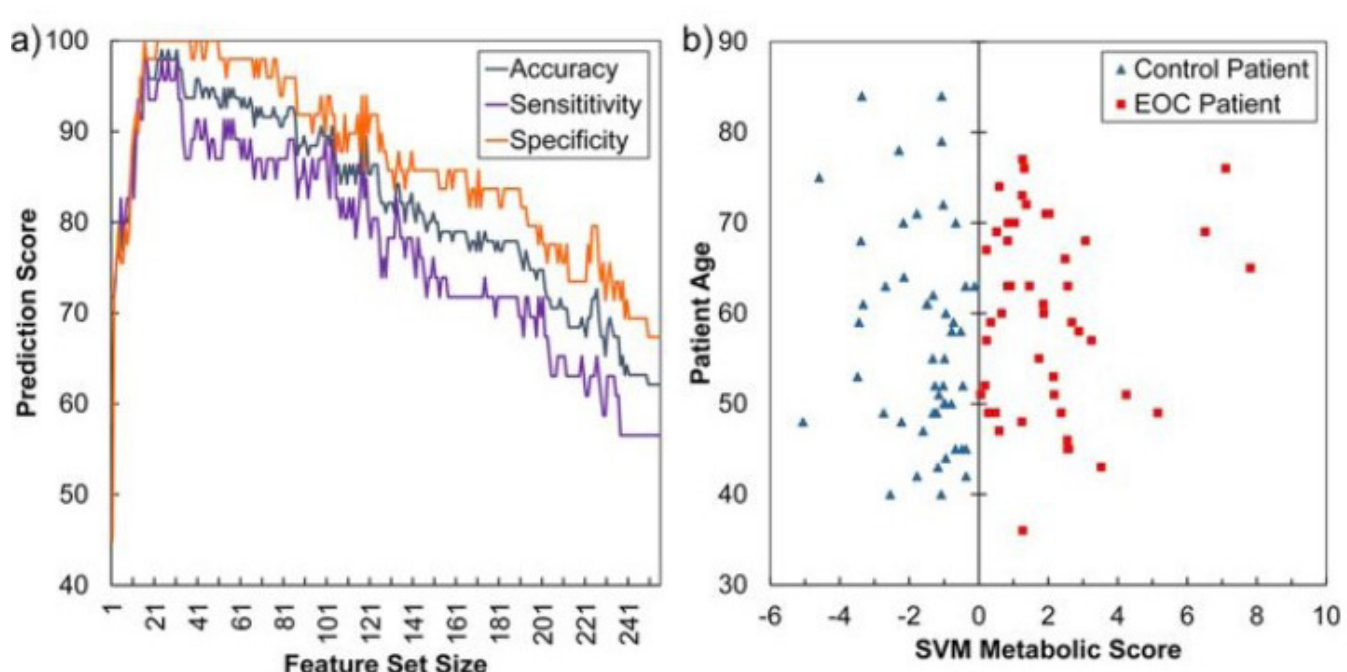 a)
100
90
80
70
60
50
40
Prediction Score
Accuracy
Sensititivity
Specificity
1 21 41 61 81 101 121 141 161 181 201 221 241
Feature Set Size
b)
90
80
70
60
50
40
30
Patient Age
Control Patient
EOC Patient
-6 -4 -2 0 2 4 6 8 10
SVM Metabolic Score